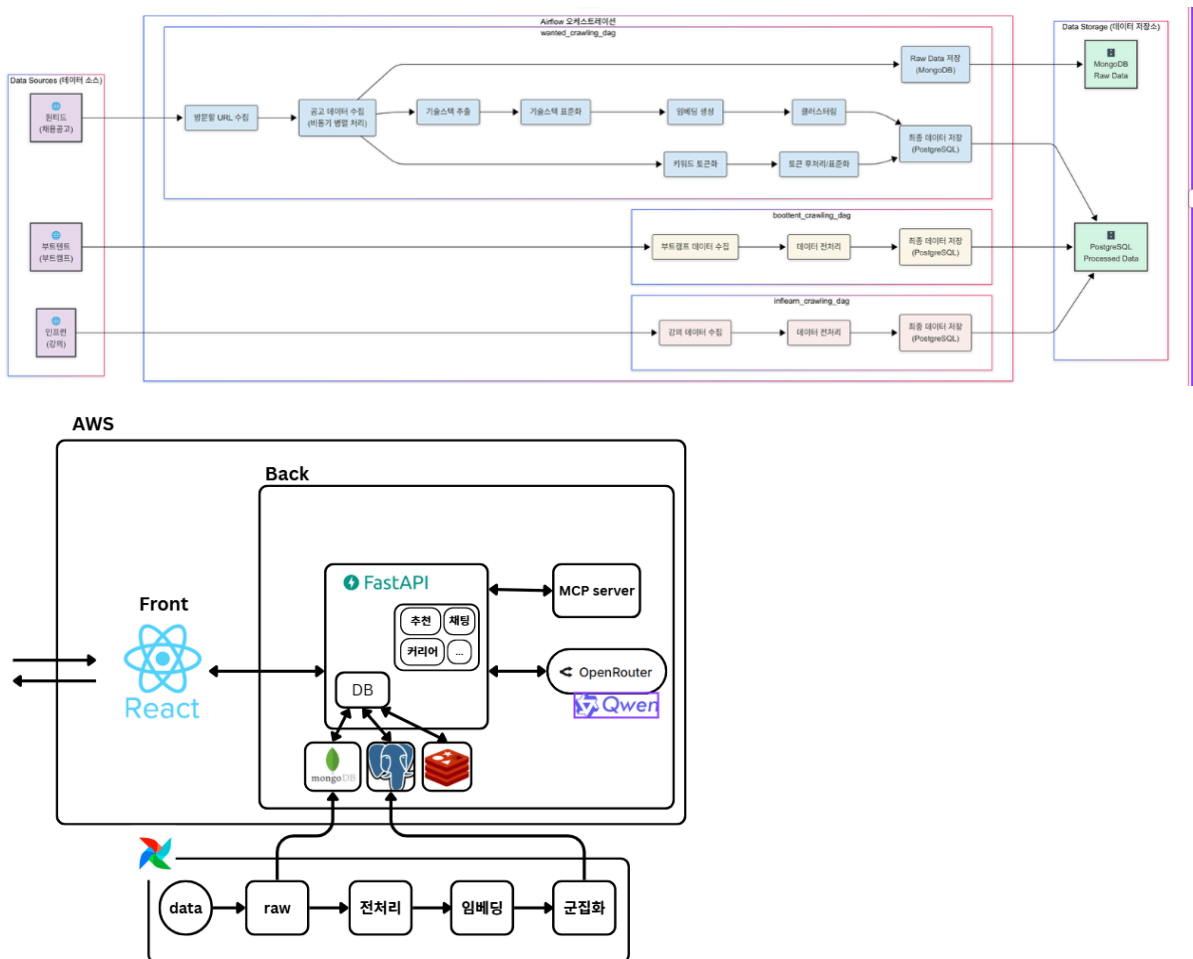 Airflow 오케스트레이션
wanted_crawling_dag
Data Sources (데이터 소스)
원티드
(채용공고)
방문할 URL 수집
공고 데이터 수집
(비동기 병렬 처리)
기술스택 추출
기술스택 표준화
임베딩 생성
클러스터링
키워드 토큰화
토큰 후처리/표준화
Raw Data 저장
(MongoDB)
최종 데이터 저장
(PostgreSQL)
Data Storage (데이터 저장소)
MongoDB
Raw Data
부트텐트
(부트캠프)
boottent_crawling_dag
부트캠프 데이터 수집
데이터 전처리
최종 데이터 저장
(PostgreSQL)
PostgreSQL
Processed Data
인프런
(강의)
inflearn_crawling_dag
강의 데이터 수집
데이터 전처리
최종 데이터 저장
(PostgreSQL)
AWS
Back
Front
React
FastAPI
추천
채팅
커리어
...
DB
MCP server
OpenRouter
Qwen
mongoDB
data
raw
전처리
임베딩
군집화